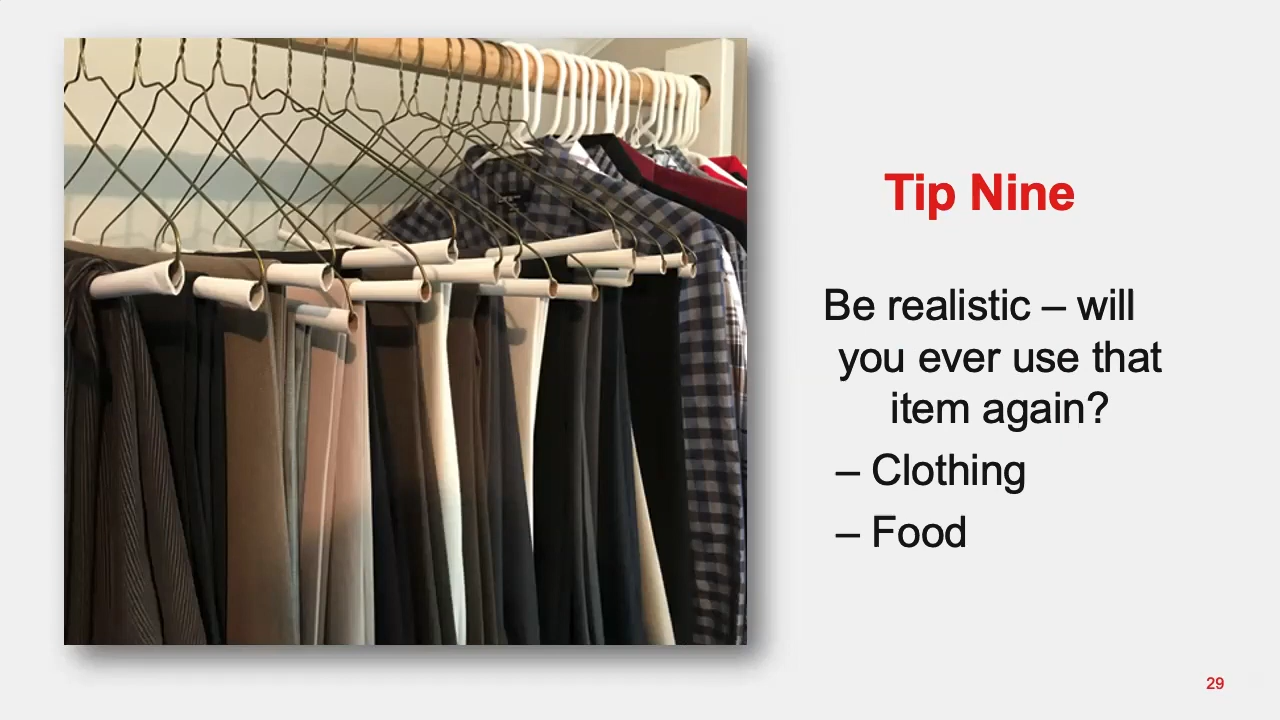 Tip Nine
Be realistic – will
you ever use that
item again?
– Clothing
– Food
29